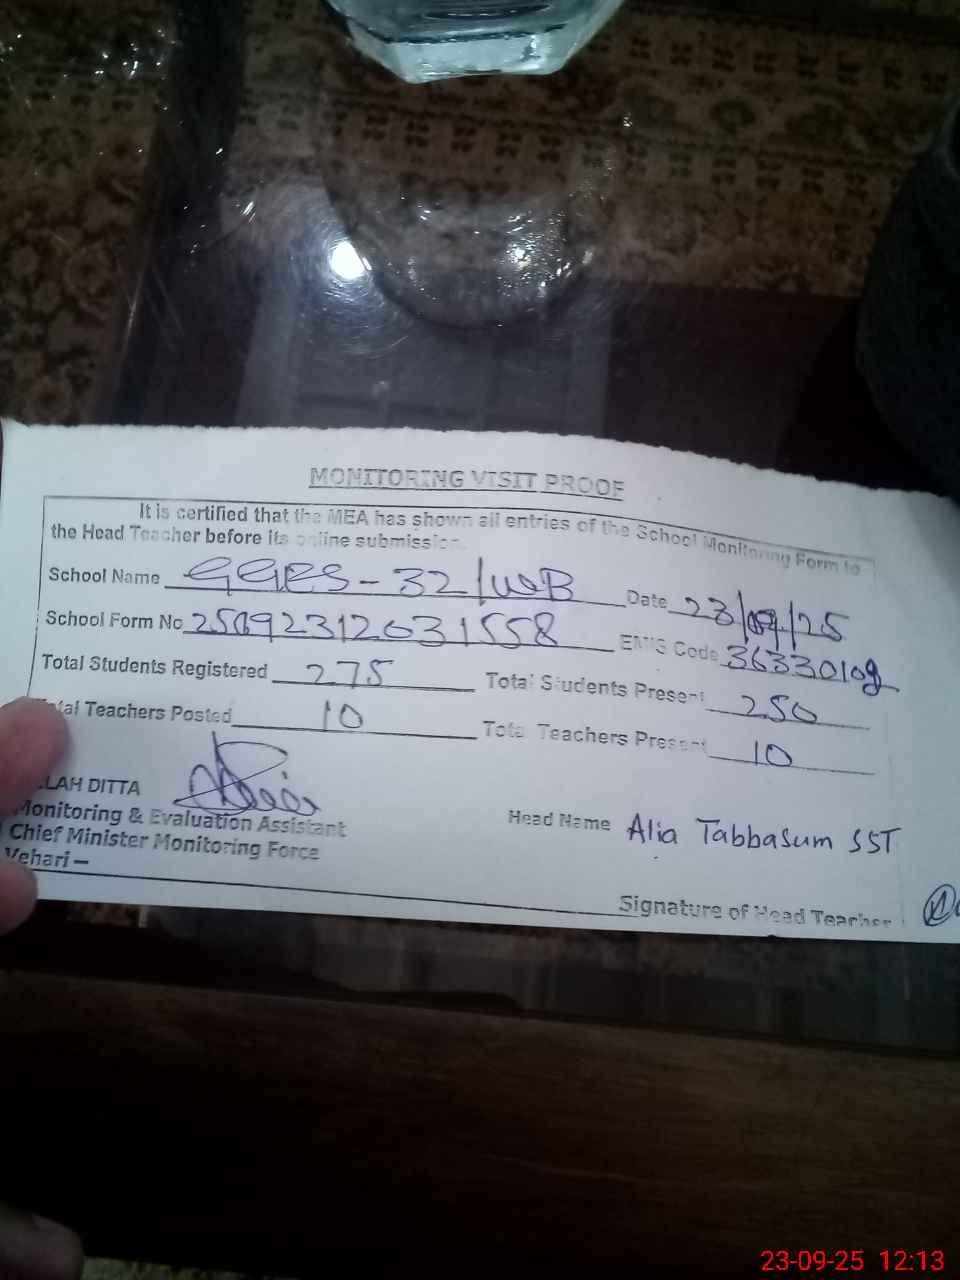 MONITORING VISIT PROOF
It is certified that the MEA has shown all entries of the School Monitoring Form to
the Head Teacher before its online submission.
School Name GGES - 32/WB Date 23/09/25
School Form No 25092312031558 EMIS Code 36330109
Total Students Registered 275 Total Students Present 250
Total Teachers Posted 10 Total Teachers Present 10
LAH DITTA
Monitoring & Evaluation Assistant Head Name Alia Tabbasum SST
Chief Minister Monitoring Force
Vehari –
Signature of Head Teacher
23-09-25 12:13